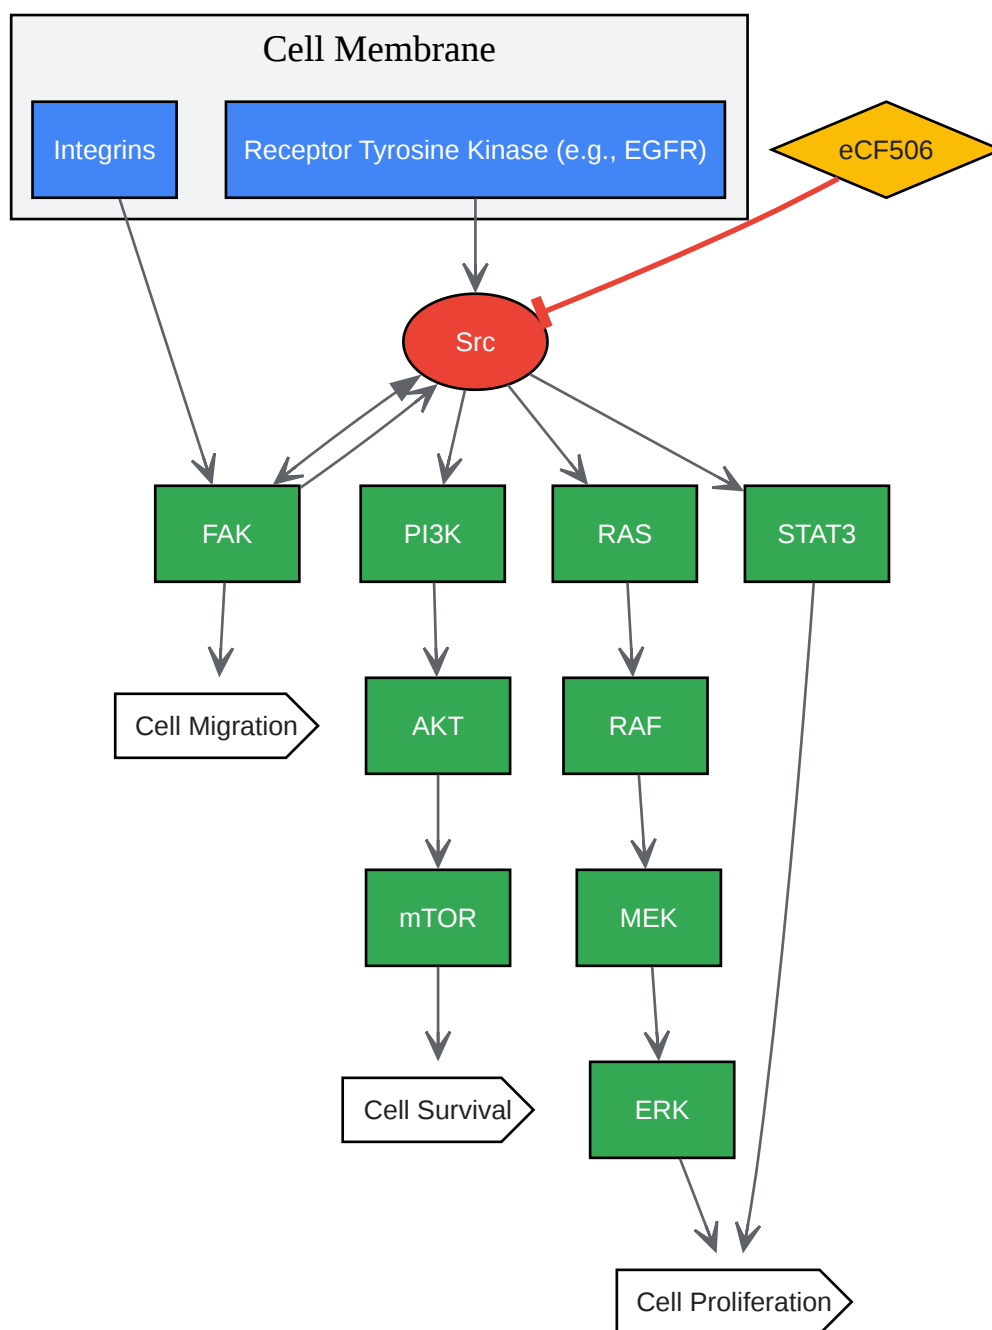 Cell Membrane
Integrins
Receptor Tyrosine Kinase (e.g., EGFR)
eCF506
Src
FAK
PI3K
RAS
STAT3
Cell Migration
AKT
RAF
mTOR
MEK
Cell Survival
ERK
Cell Proliferation